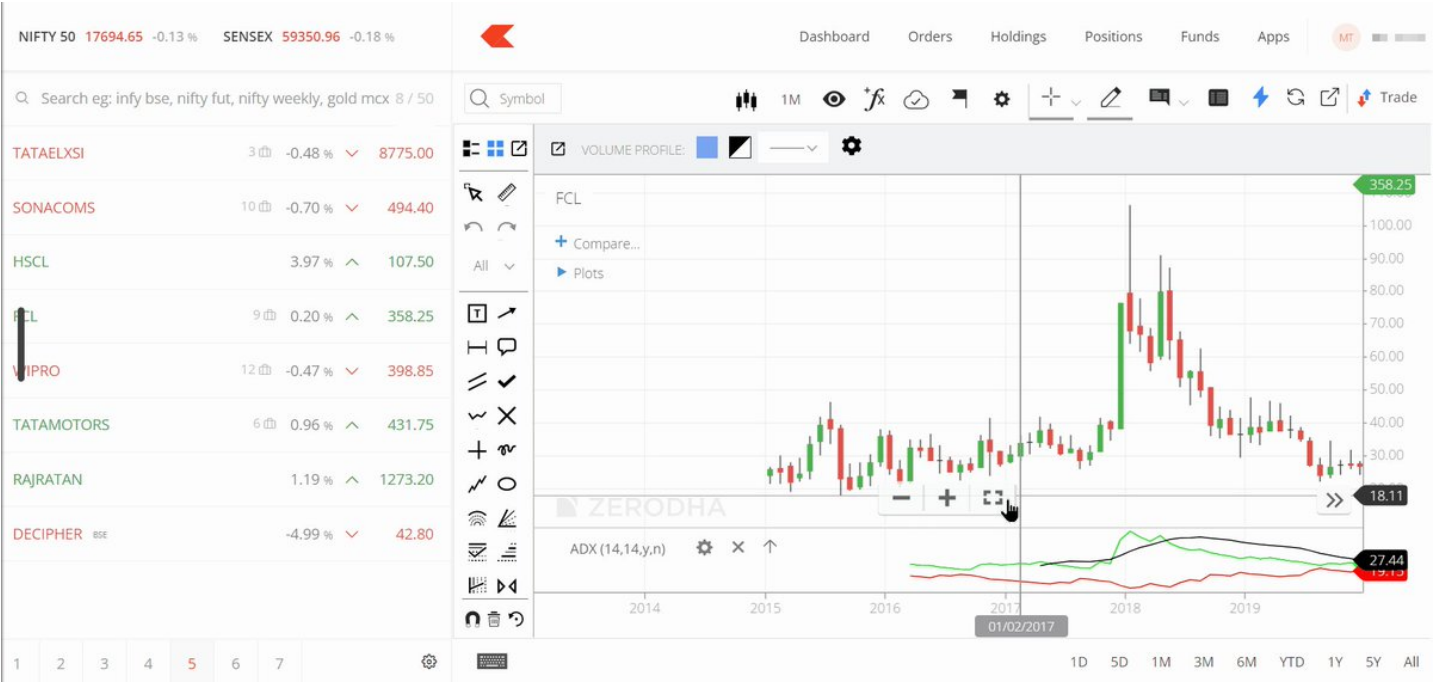 NIFTY 50 17694.65 -0.13 % SENSEX 59350.96 -0.18 %
Dashboard Orders Holdings Positions Funds Apps MT
Search eg: infy bse, nifty fut, nifty weekly, gold mcx 8 / 50
Symbol
1M
Trade
TATAELXSI 3 -0.48 % 8775.00
SONACOMS 10 -0.70 % 494.40
HSCL 3.97 % 107.50
FCL 9 0.20 % 358.25
WIPRO 12 -0.47 % 398.85
TATAMOTORS 6 0.96 % 431.75
RAJRATAN 1.19 % 1273.20
DECIPHER BSE -4.99 % 42.80
1 2 3 4 5 6 7
All
T
VOLUME PROFILE:
FCL
+ Compare...
Plots
358.25
100.00
90.00
80.00
70.00
60.00
50.00
40.00
30.00
18.11
ZERODHA
ADX (14,14,y,n)
27.44
19.15
2014 2015 2016 2017 2018 2019
01/02/2017
1D 5D 1M 3M 6M YTD 1Y 5Y All